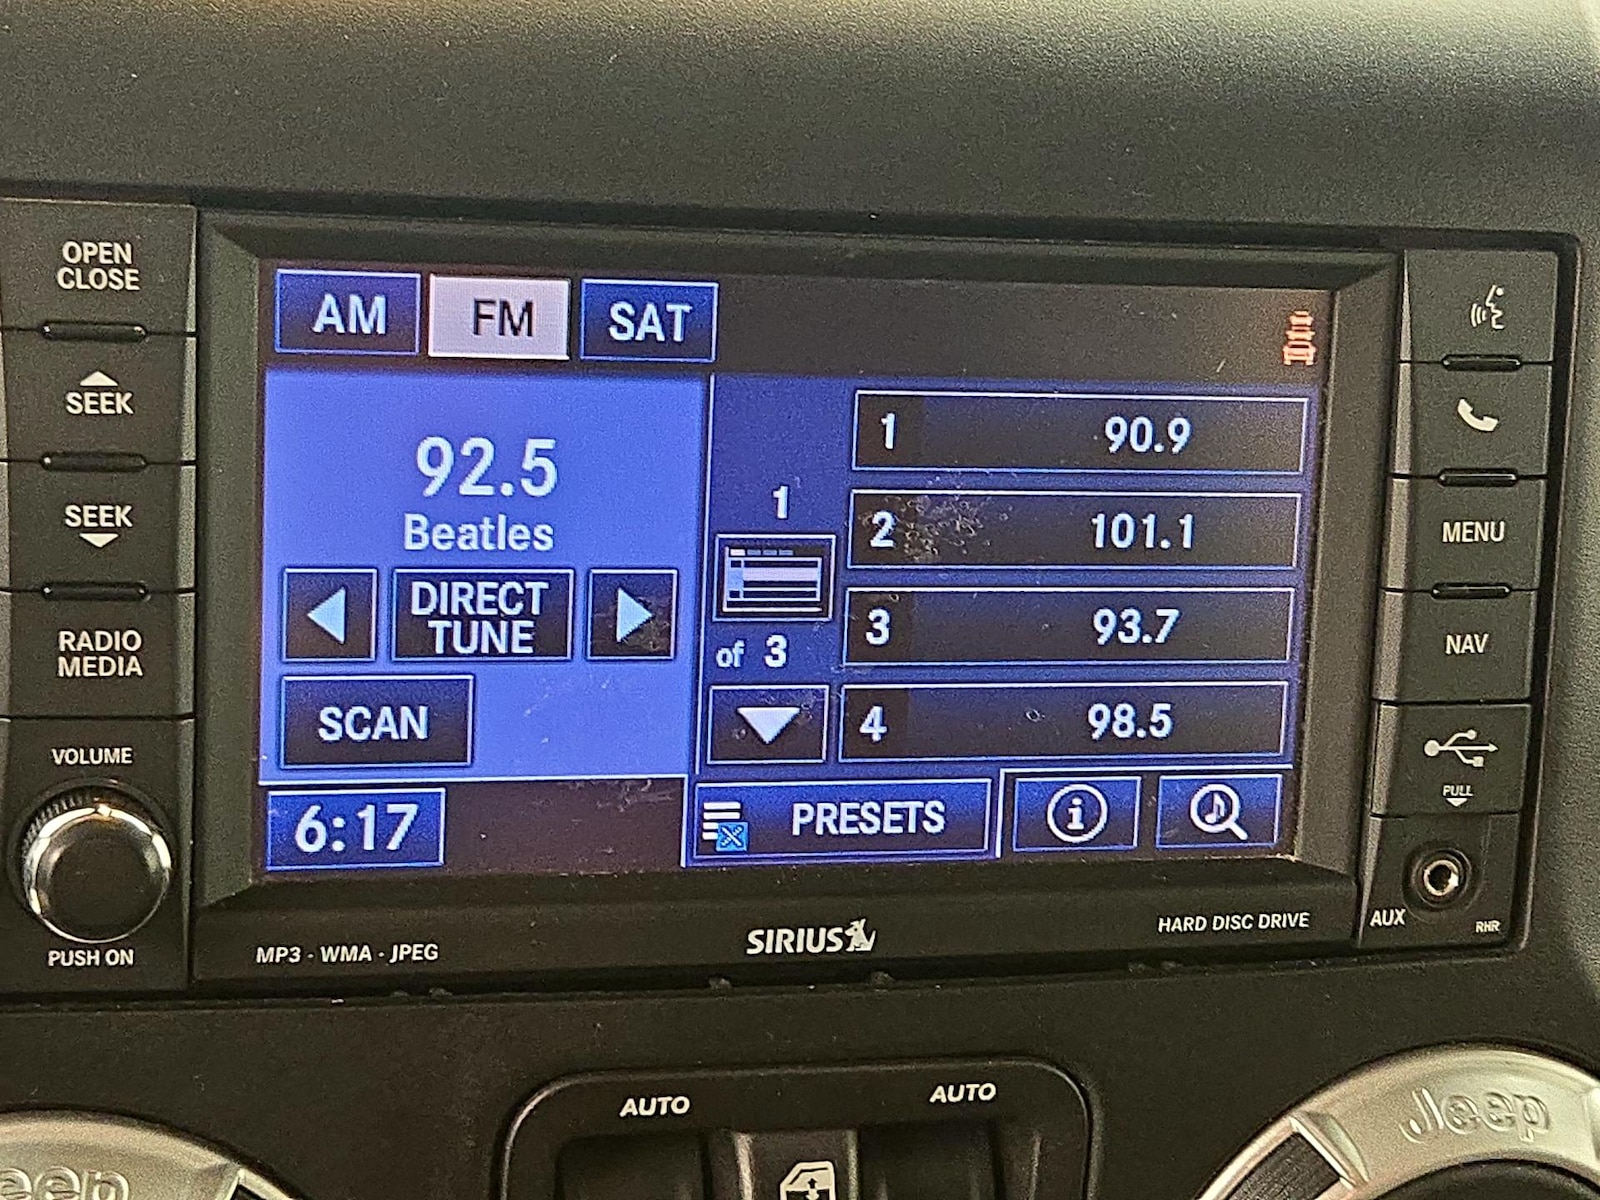 OPEN
CLOSE
SEEK
SEEK
RADIO
MEDIA
VOLUME
PUSH ON
AM
FM
SAT
92.5
Beatles
DIRECT
TUNE
SCAN
6:17
1
of 3
1 90.9
2 101.1
3 93.7
4 98.5
PRESETS
i
MENU
NAV
PULL
AUX
RHR
MP3 - WMA - JPEG
SIRIUS
HARD DISC DRIVE
AUTO
AUTO
Jeep
eep